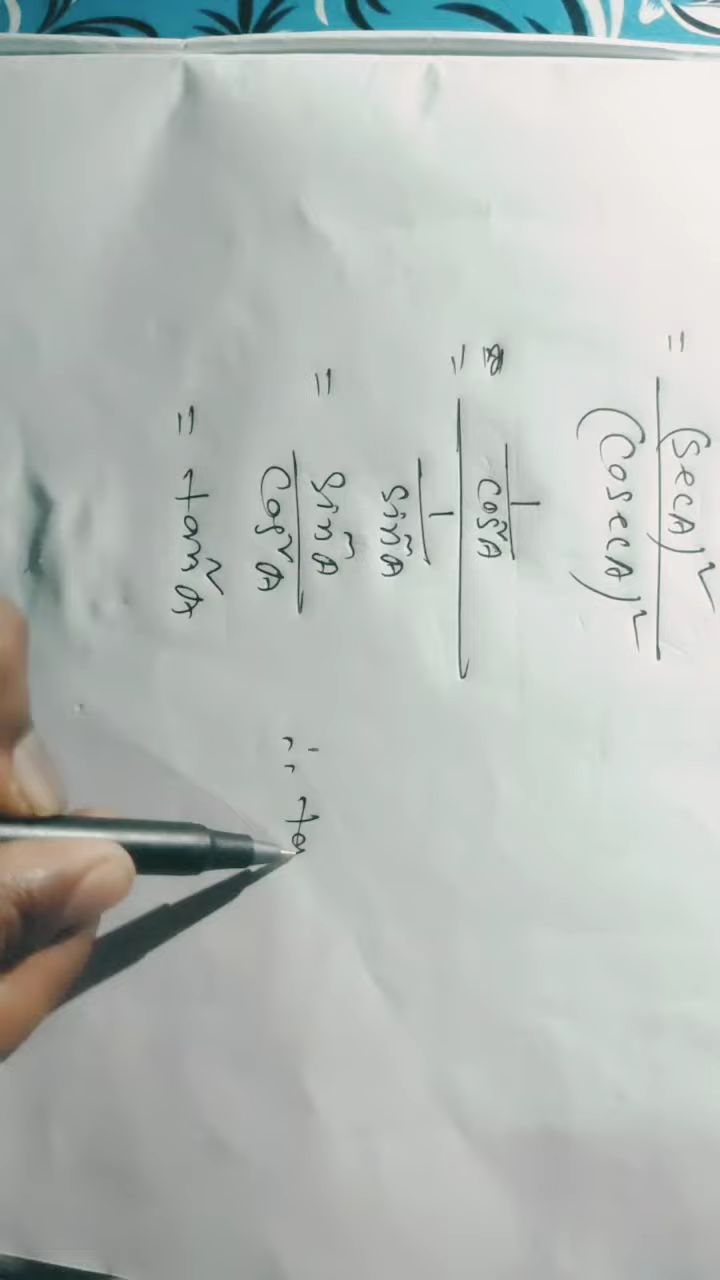 = (secA)² / (CosecA)²
= 1/cos²A / 1/sin²A
= sin²A / Cos²A
= tan²A
∴ ta